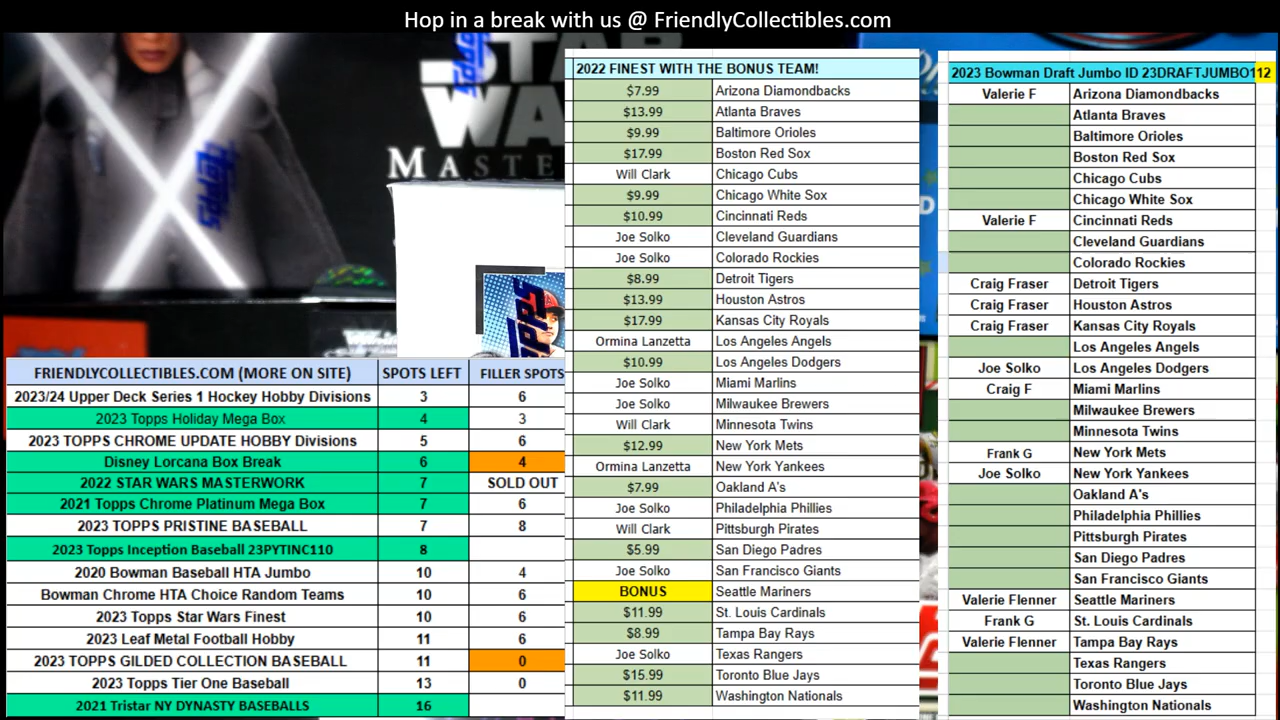 Hop in a break with us @ FriendlyCollectibles.com
STAR
WA
MASTE
Topps
Topps
D
FRIENDLYCOLLECTIBLES.COM (MORE ON SITE) SPOTS LEFT FILLER SPOTS
2023/24 Upper Deck Series 1 Hockey Hobby Divisions 3 6
2023 Topps Holiday Mega Box 4 3
2023 TOPPS CHROME UPDATE HOBBY Divisions 5 6
Disney Lorcana Box Break 6 4
2022 STAR WARS MASTERWORK 7 SOLD OUT
2021 Topps Chrome Platinum Mega Box 7 6
2023 TOPPS PRISTINE BASEBALL 7 8
2023 Topps Inception Baseball 23PYTINC110 8
2020 Bowman Baseball HTA Jumbo 10 4
Bowman Chrome HTA Choice Random Teams 10 6
2023 Topps Star Wars Finest 10 6
2023 Leaf Metal Football Hobby 11 6
2023 TOPPS GILDED COLLECTION BASEBALL 11 0
2023 Topps Tier One Baseball 13 0
2021 Tristar NY DYNASTY BASEBALLS 16
2022 FINEST WITH THE BONUS TEAM!
$7.99 Arizona Diamondbacks
$13.99 Atlanta Braves
$9.99 Baltimore Orioles
$17.99 Boston Red Sox
Will Clark Chicago Cubs
$9.99 Chicago White Sox
$10.99 Cincinnati Reds
Joe Solko Cleveland Guardians
Joe Solko Colorado Rockies
$8.99 Detroit Tigers
$13.99 Houston Astros
$17.99 Kansas City Royals
Ormina Lanzetta Los Angeles Angels
$10.99 Los Angeles Dodgers
Joe Solko Miami Marlins
Joe Solko Milwaukee Brewers
Will Clark Minnesota Twins
$12.99 New York Mets
Ormina Lanzetta New York Yankees
$7.99 Oakland A's
Joe Solko Philadelphia Phillies
Will Clark Pittsburgh Pirates
$5.99 San Diego Padres
Joe Solko San Francisco Giants
BONUS Seattle Mariners
$11.99 St. Louis Cardinals
$8.99 Tampa Bay Rays
Joe Solko Texas Rangers
$15.99 Toronto Blue Jays
$11.99 Washington Nationals
2023 Bowman Draft Jumbo ID 23DRAFTJUMBO112
Valerie F Arizona Diamondbacks
Atlanta Braves
Baltimore Orioles
Boston Red Sox
Chicago Cubs
Chicago White Sox
Valerie F Cincinnati Reds
Cleveland Guardians
Colorado Rockies
Craig Fraser Detroit Tigers
Craig Fraser Houston Astros
Craig Fraser Kansas City Royals
Los Angeles Angels
Joe Solko Los Angeles Dodgers
Craig F Miami Marlins
Milwaukee Brewers
Minnesota Twins
Frank G New York Mets
Joe Solko New York Yankees
Oakland A's
Philadelphia Phillies
Pittsburgh Pirates
San Diego Padres
San Francisco Giants
Valerie Flenner Seattle Mariners
Frank G St. Louis Cardinals
Valerie Flenner Tampa Bay Rays
Texas Rangers
Toronto Blue Jays
Washington Nationals